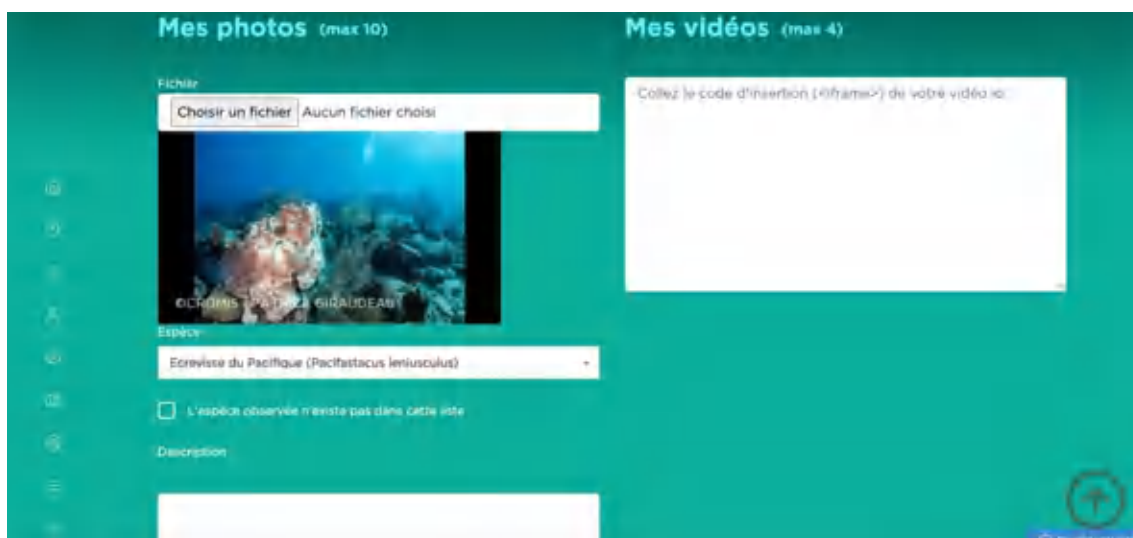 Mes photos (max 10)
Fichier
Choisir un fichier Aucun fichier choisi
©CROMIS
GIRAUDEAU
Espèce
Ecrevisse du Pacifique (Pacifastacus leniusculus)
L'espèce observée n'existe pas dans cette liste
Description
Mes vidéos (max 4)
Collez le code d'insertion (<iframe>) de votre vidéo ici